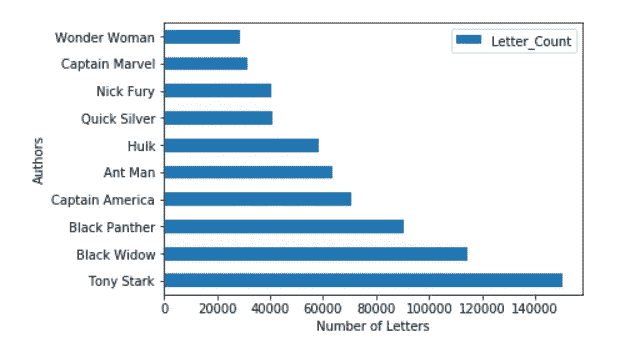 Wonder Woman
Captain Marvel
Nick Fury
Quick Silver
Hulk
Ant Man
Captain America
Black Panther
Black Widow
Tony Stark
Authors
Letter_Count
0 20000 40000 60000 80000 100000 120000 140000
Number of Letters